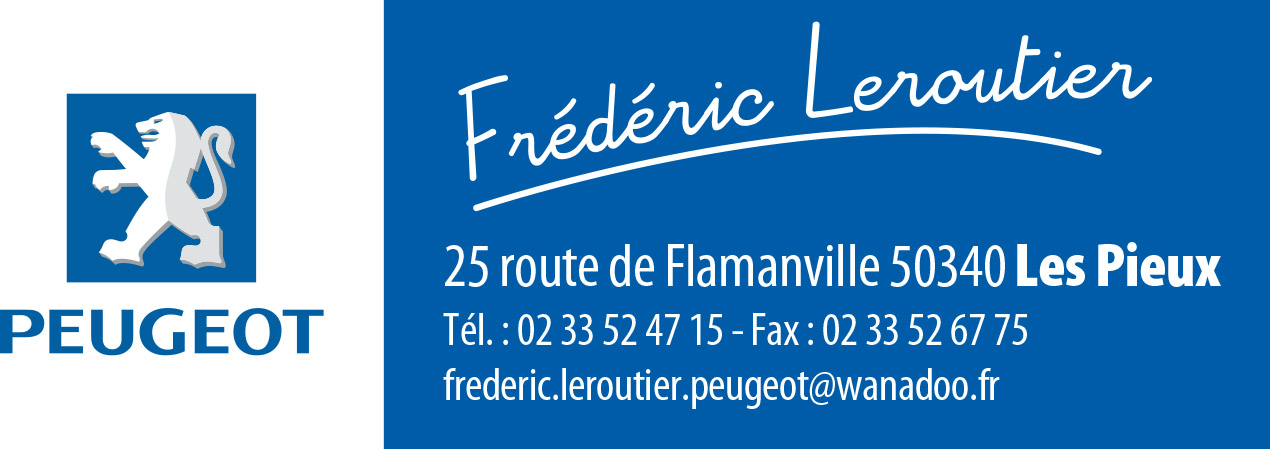 PEUGEOT
Frédéric Leroutier
25 route de Flamanville 50340 Les Pieux
Tél. : 02 33 52 47 15 - Fax : 02 33 52 67 75
frederic.leroutier.peugeot@wanadoo.fr